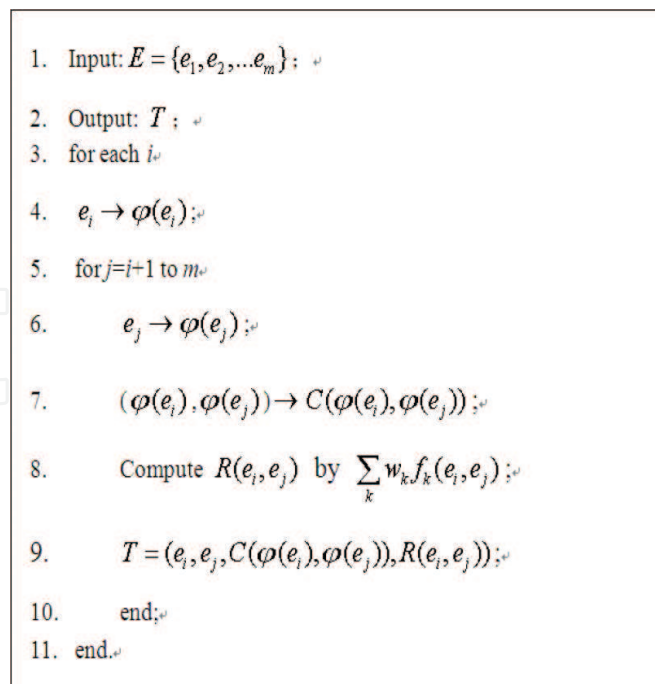 1. Input: E = {e₁,e₂,...eₘ}; ↵
2. Output: T; ↵
3. for each i↵
4. eᵢ → φ(eᵢ);↵
5. for j=i+1 to m↵
6. eⱼ → φ(eⱼ);↵
7. (φ(eᵢ),φ(eⱼ)) → C(φ(eᵢ),φ(eⱼ));↵
8. Compute R(eᵢ,eⱼ) by ∑ₖ wₖfₖ(eᵢ,eⱼ);↵
9. T = (eᵢ,eⱼ,C(φ(eᵢ),φ(eⱼ)),R(eᵢ,eⱼ));↵
10. end;↵
11. end.↵